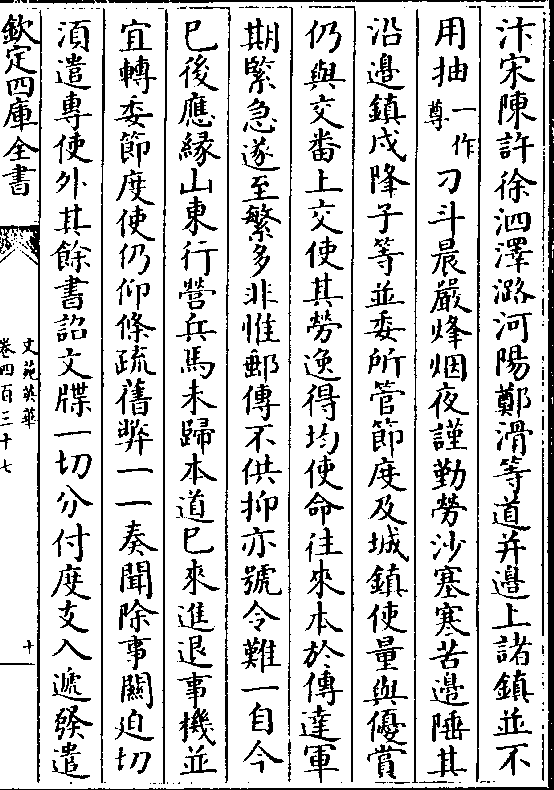 汴宋陳許徐泗澤潞河陽鄭滑等道并邉上諸鎮並不
用抽一作尊刁斗晨嚴烽烟夜謹勤勞沙塞寒苦邉陲其
沿邉鎮戍降子等並委所管節度及城鎮使量與優賞
仍與交畨上交使其勞逸得均使命往來本於傳達軍
期緊急遂至繁多非惟郵傳不供抑亦號令難一自今
已後應縁山東行營兵馬未歸本道已來進退事機並
宜轉委節度使仍仰條疏舊弊一一奏聞除事闗廹切
湏遣專使外其餘書詔文牒一切分付度支入遞發遣
欽定四庫全書
文苑英華
卷四百三十七
十